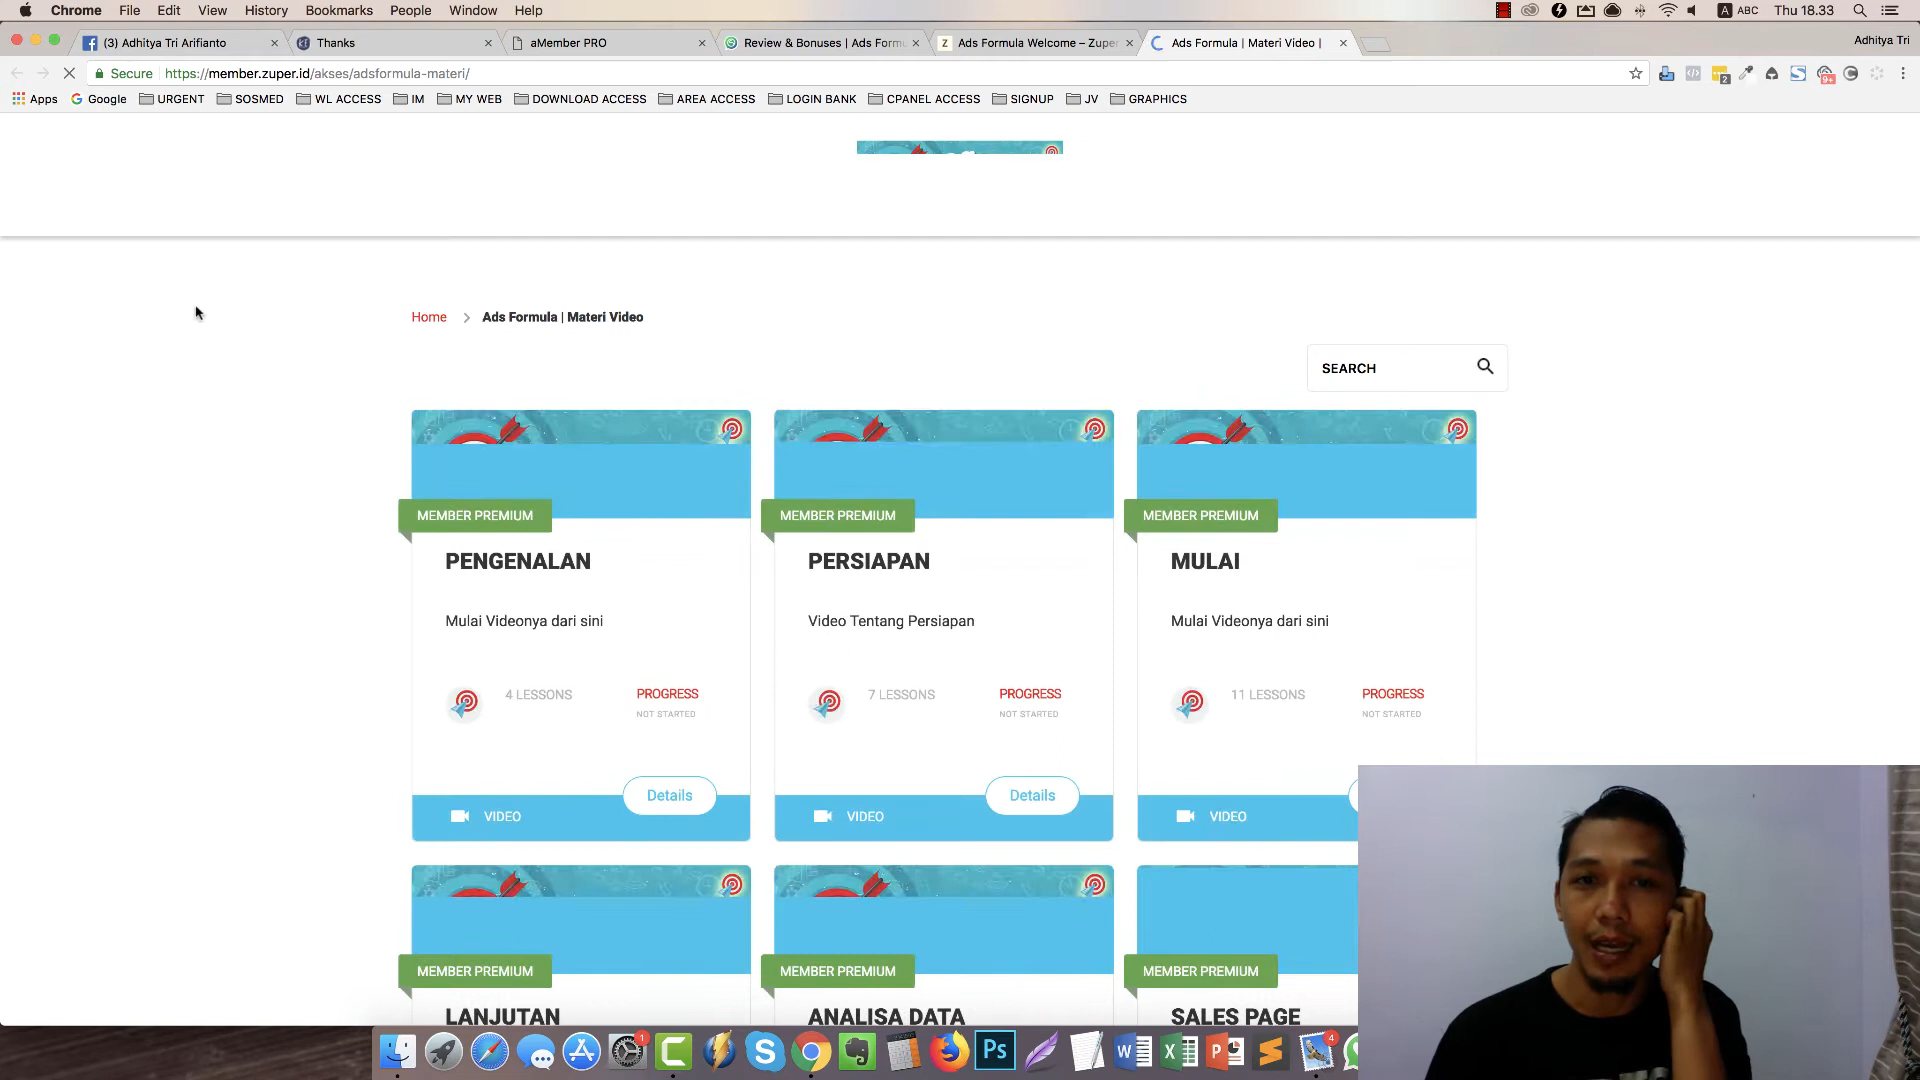 Chrome File Edit View History Bookmarks People Window Help A ABC Thu 18.33
(3) Adhitya Tri Arifianto Thanks aMember PRO Review & Bonuses | Ads Formu Ads Formula Welcome – Zuper Ads Formula | Materi Video | Adhitya Tri
Secure https://member.zuper.id/akses/adsformula-materi/ 2 9+
Apps Google URGENT SOSMED WL ACCESS IM MY WEB DOWNLOAD ACCESS AREA ACCESS LOGIN BANK CPANEL ACCESS SIGNUP JV GRAPHICS
Home > Ads Formula | Materi Video
SEARCH
MEMBER PREMIUM
PENGENALAN
Mulai Videonya dari sini
4 LESSONS PROGRESS
NOT STARTED
Details
VIDEO
MEMBER PREMIUM
PERSIAPAN
Video Tentang Persiapan
7 LESSONS PROGRESS
NOT STARTED
Details
VIDEO
MEMBER PREMIUM
MULAI
Mulai Videonya dari sini
11 LESSONS PROGRESS
NOT STARTED
VIDEO
MEMBER PREMIUM
LANJUTAN
MEMBER PREMIUM
ANALISA DATA
MEMBER PREMIUM
SALES PAGE
1 Ps 4